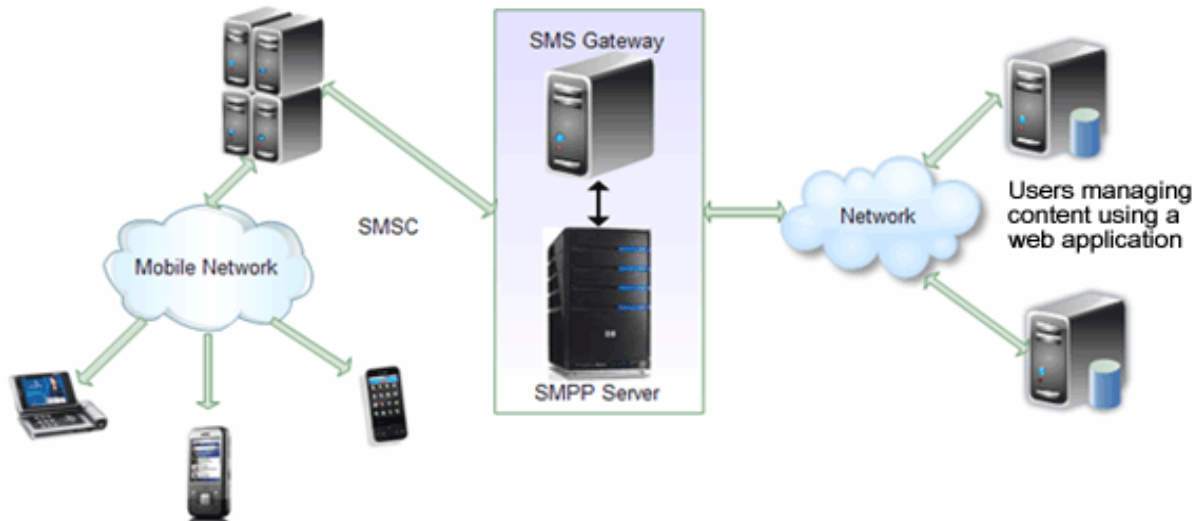 SMS Gateway
SMSC
Mobile Network
SMPP Server
Network
Users managing
content using a
web application